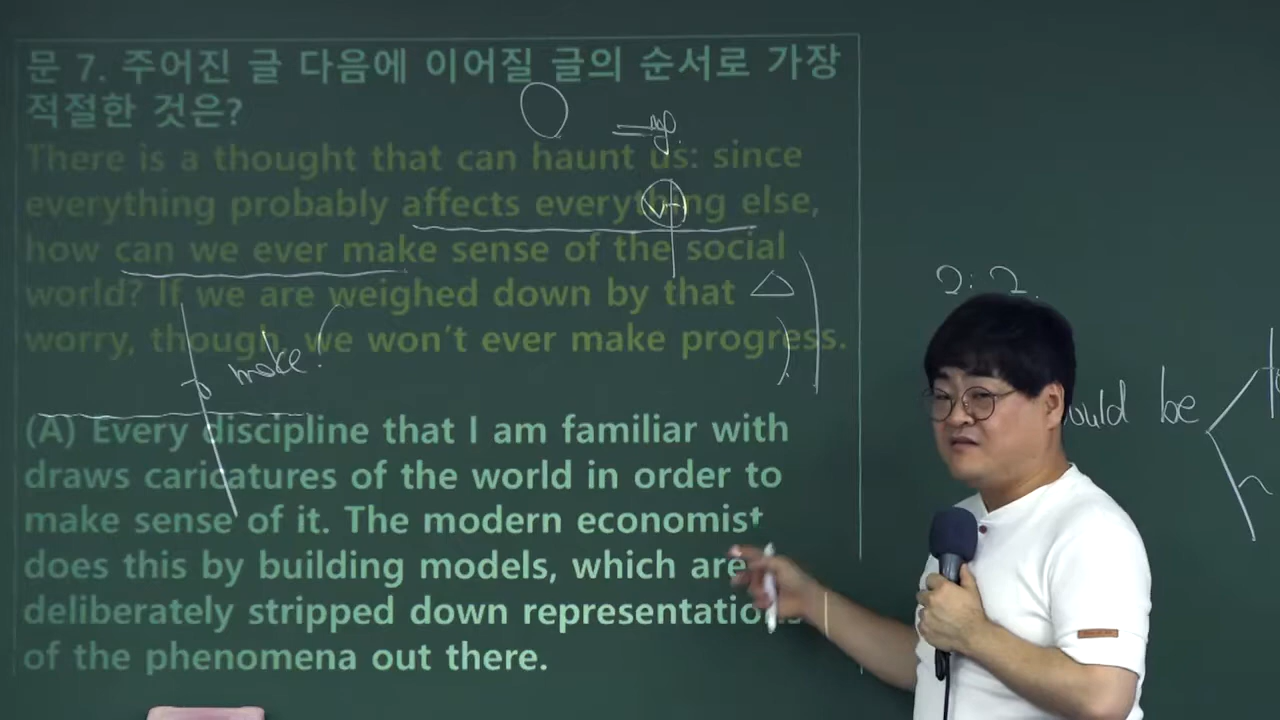 문 7. 주어진 글 다음에 이어질 글의 순서로 가장
적절한 것은?
There is a thought that can haunt us: since
everything probably affects everything else,
how can we ever make sense of the social
world? If we are weighed down by that
worry, though, we won't ever make progress.
make
(A) Every discipline that I am familiar with
draws caricatures of the world in order to
make sense of it. The modern economist
does this by building models, which are
deliberately stripped down representations
of the phenomena out there.
2:2.
ould be